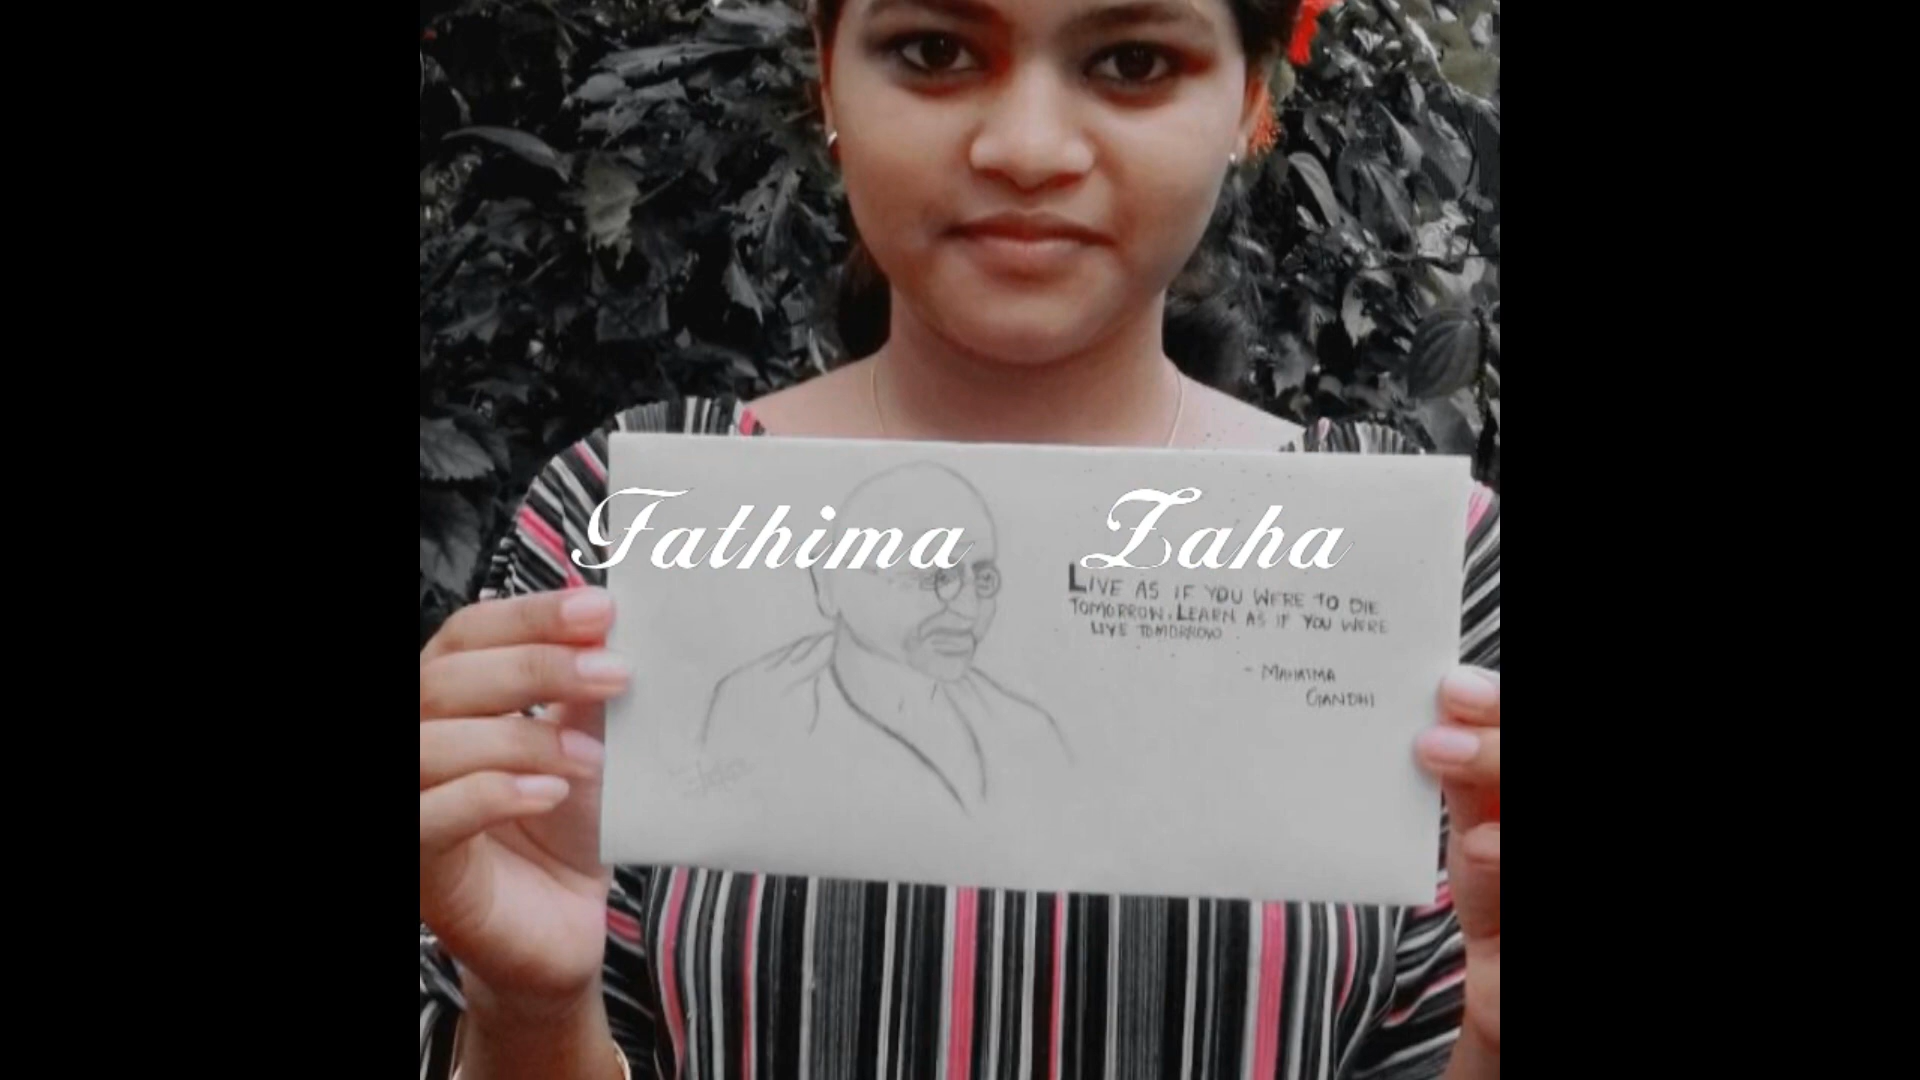 Fathima Zaha
LIVE AS IF YOU WERE TO DIE
TOMORROW. LEARN AS IF YOU WERE
LIVE TOMORROW
- MAHATMA
GANDHI